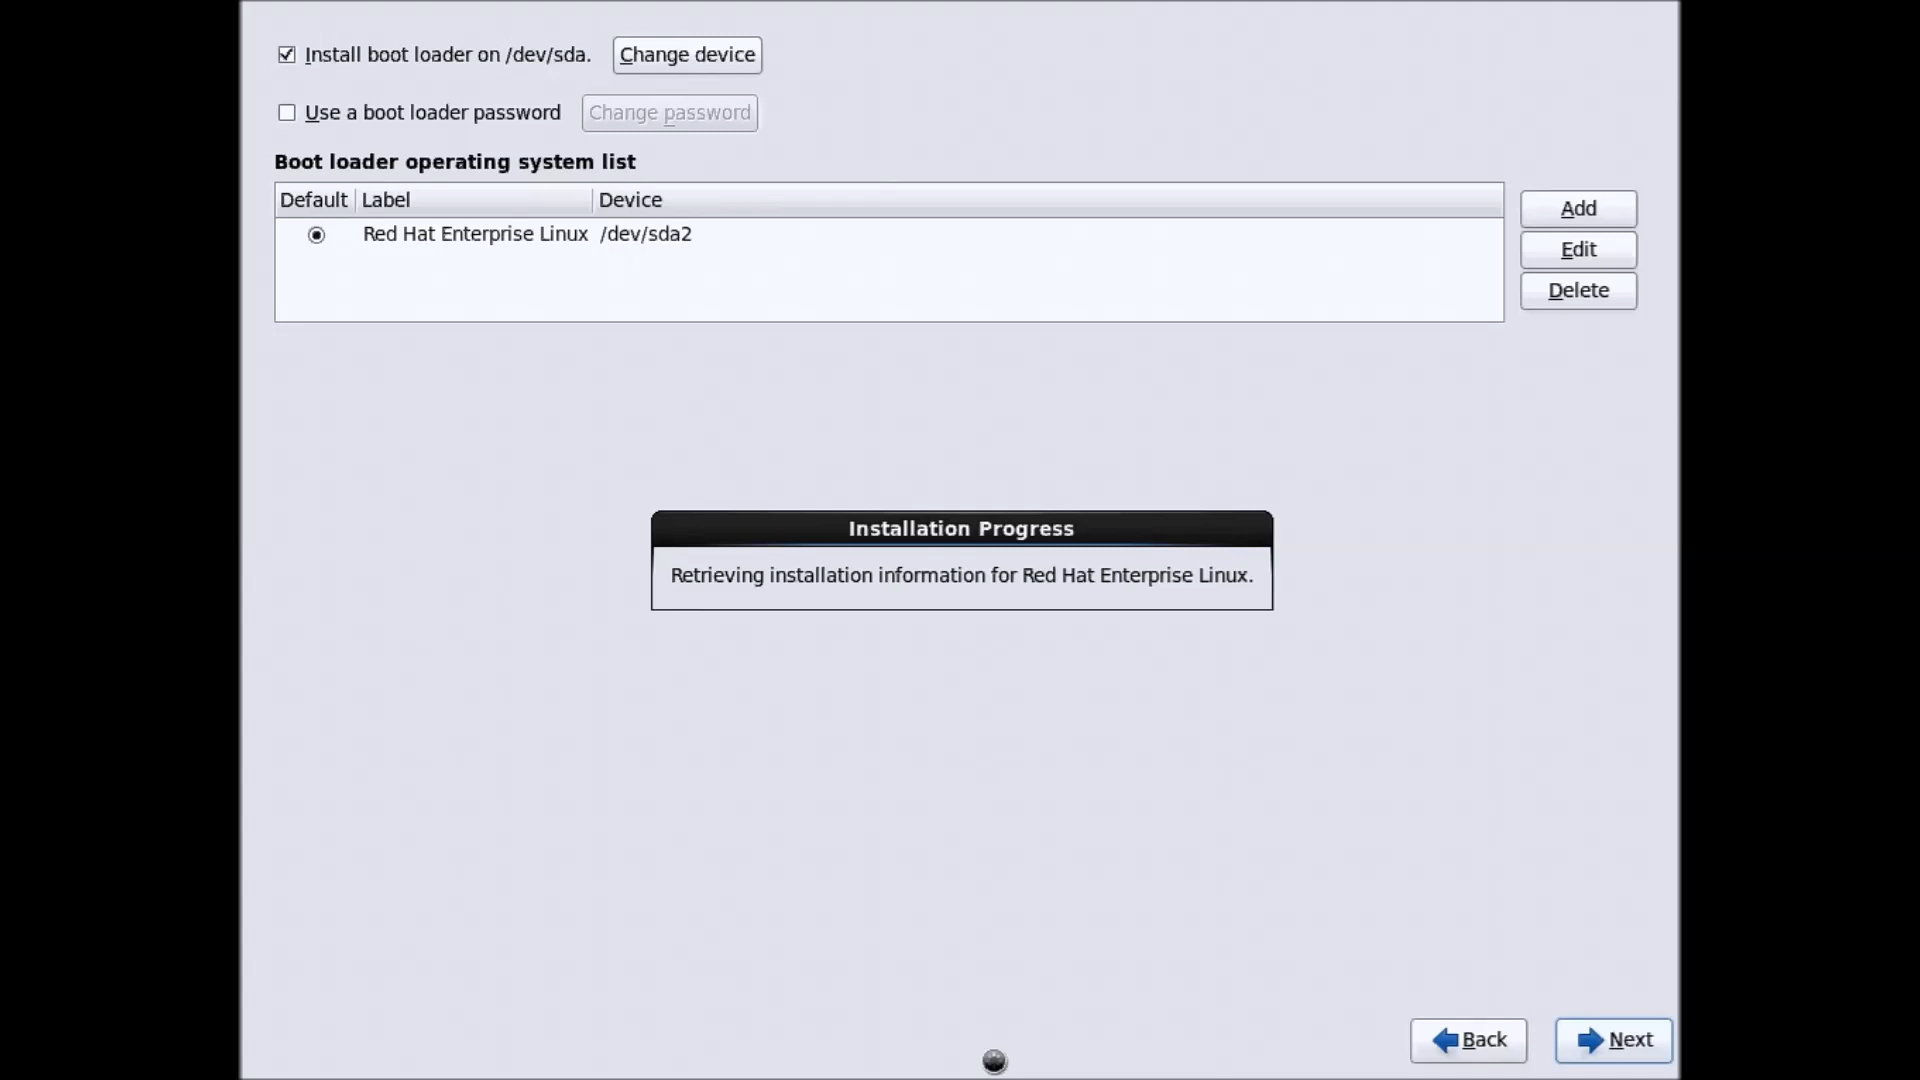 Install boot loader on /dev/sda. Change device
Use a boot loader password Change password
Boot loader operating system list
Default Label Device
Red Hat Enterprise Linux /dev/sda2
Add
Edit
Delete
Installation Progress
Retrieving installation information for Red Hat Enterprise Linux.
Back Next